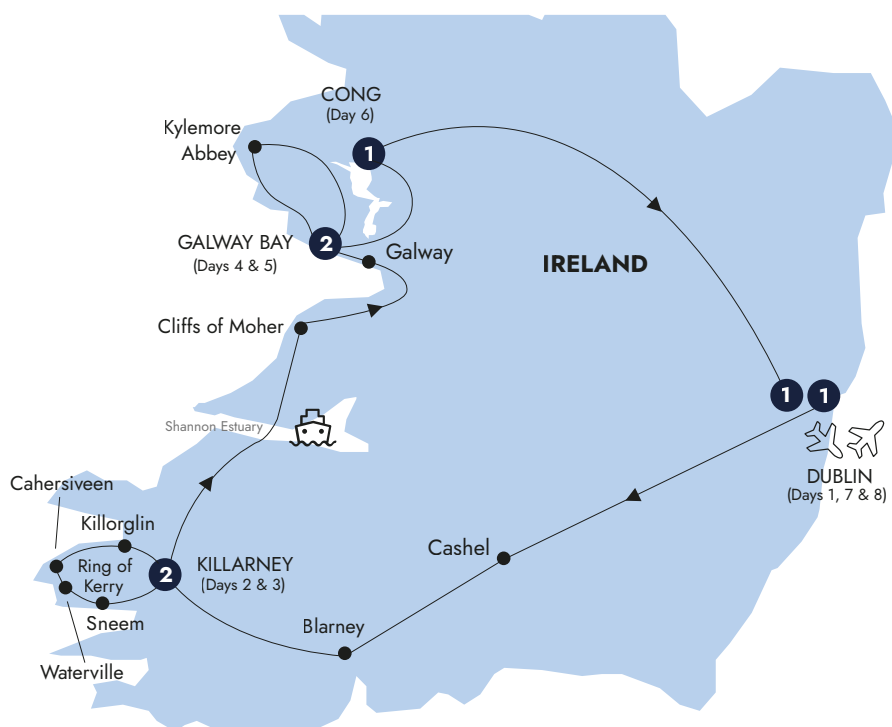 CONG
(Day 6)
1
Kylemore
Abbey
GALWAY BAY
(Days 4 & 5)
2
Galway
IRELAND
Cliffs of Moher
1
1
Shannon Estuary
DUBLIN
(Days 1, 7 & 8)
Cahersiveen
Killorglin
Ring of
Kerry
2
KILLARNEY
(Days 2 & 3)
Cashel
Sneem
Blarney
Waterville